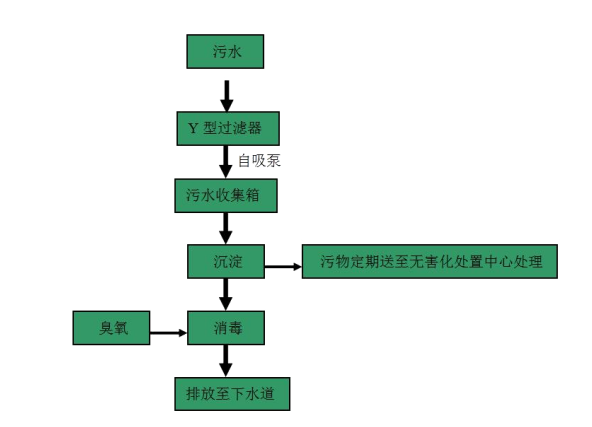 污水
Y 型过滤器
自吸泵
污水收集箱
沉淀
污物定期送至无害化处置中心处理
臭氧
消毒
排放至下水道